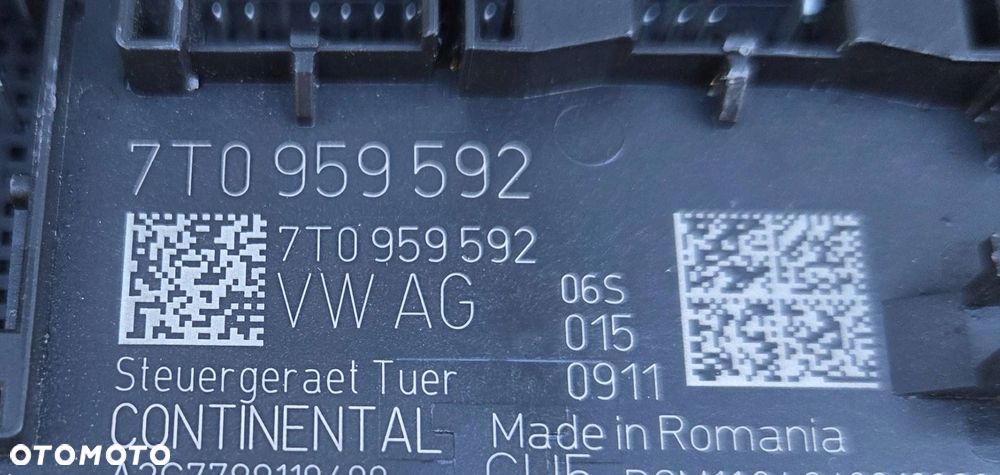 7T0 959 592
7T0 959 592
VW AG
06S
015
0911
Steuergeraet Tuer
CONTINENTAL
Made in Romania
OTOMOTO